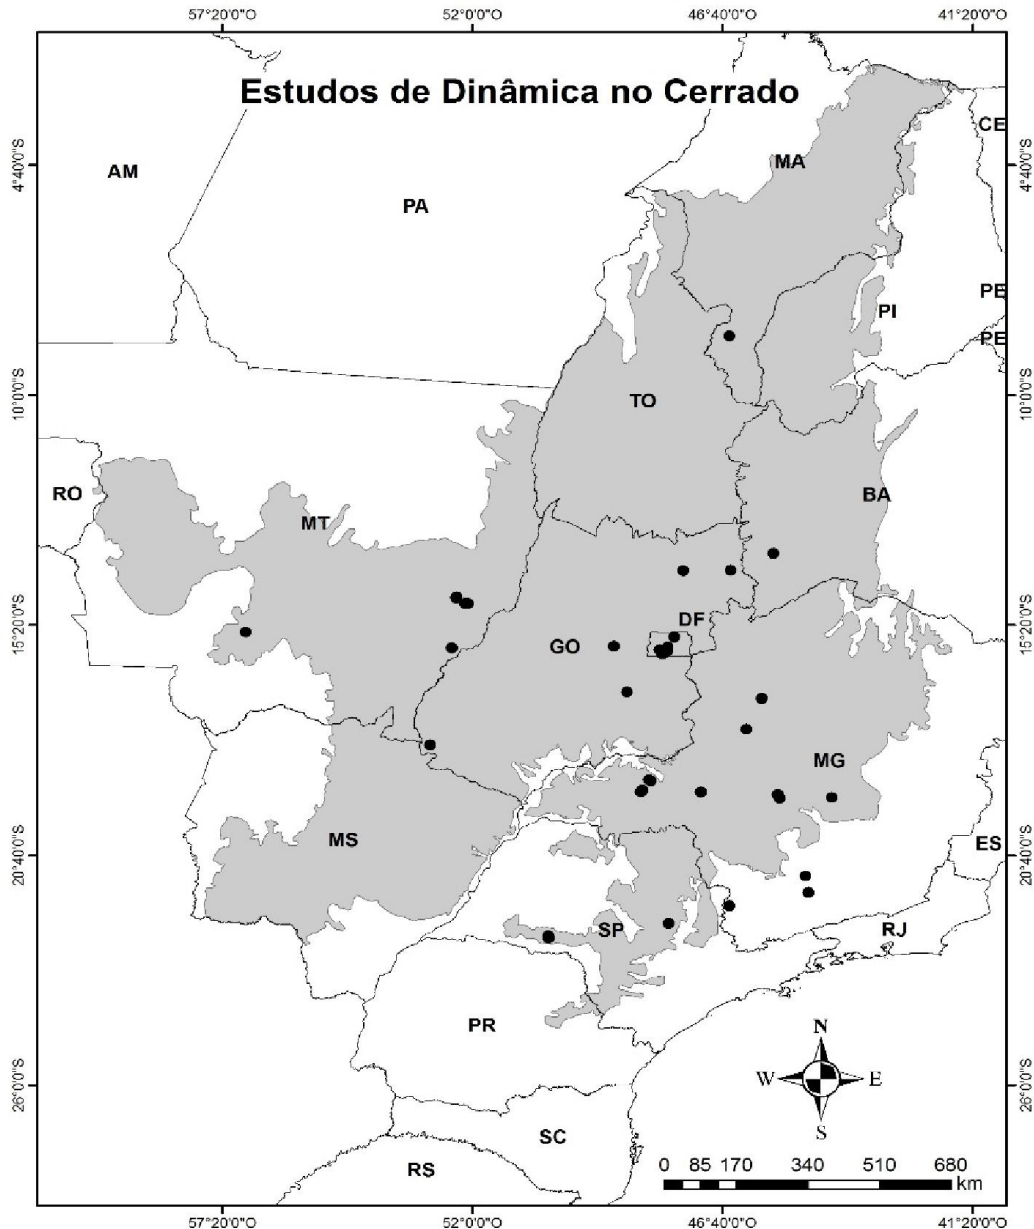 57°20'0"O 52°0'0"O 46°40'0"O 41°20'0"O
Estudos de Dinâmica no Cerrado
CE
4°40'0"S 4°40'0"S
MA
AM
PA
PE
PI
PE
10°0'0"S 10°0'0"S
TO
RO
BA
MT
15°20'0"S 15°20'0"S
DF
GO
MG
MS
ES
20°40'0"S 20°40'0"S
SP
RJ
PR
N
W E
S
26°0'0"S 26°0'0"S
SC
RS
0 85 170 340 510 680
km
57°20'0"O 52°0'0"O 46°40'0"O 41°20'0"O